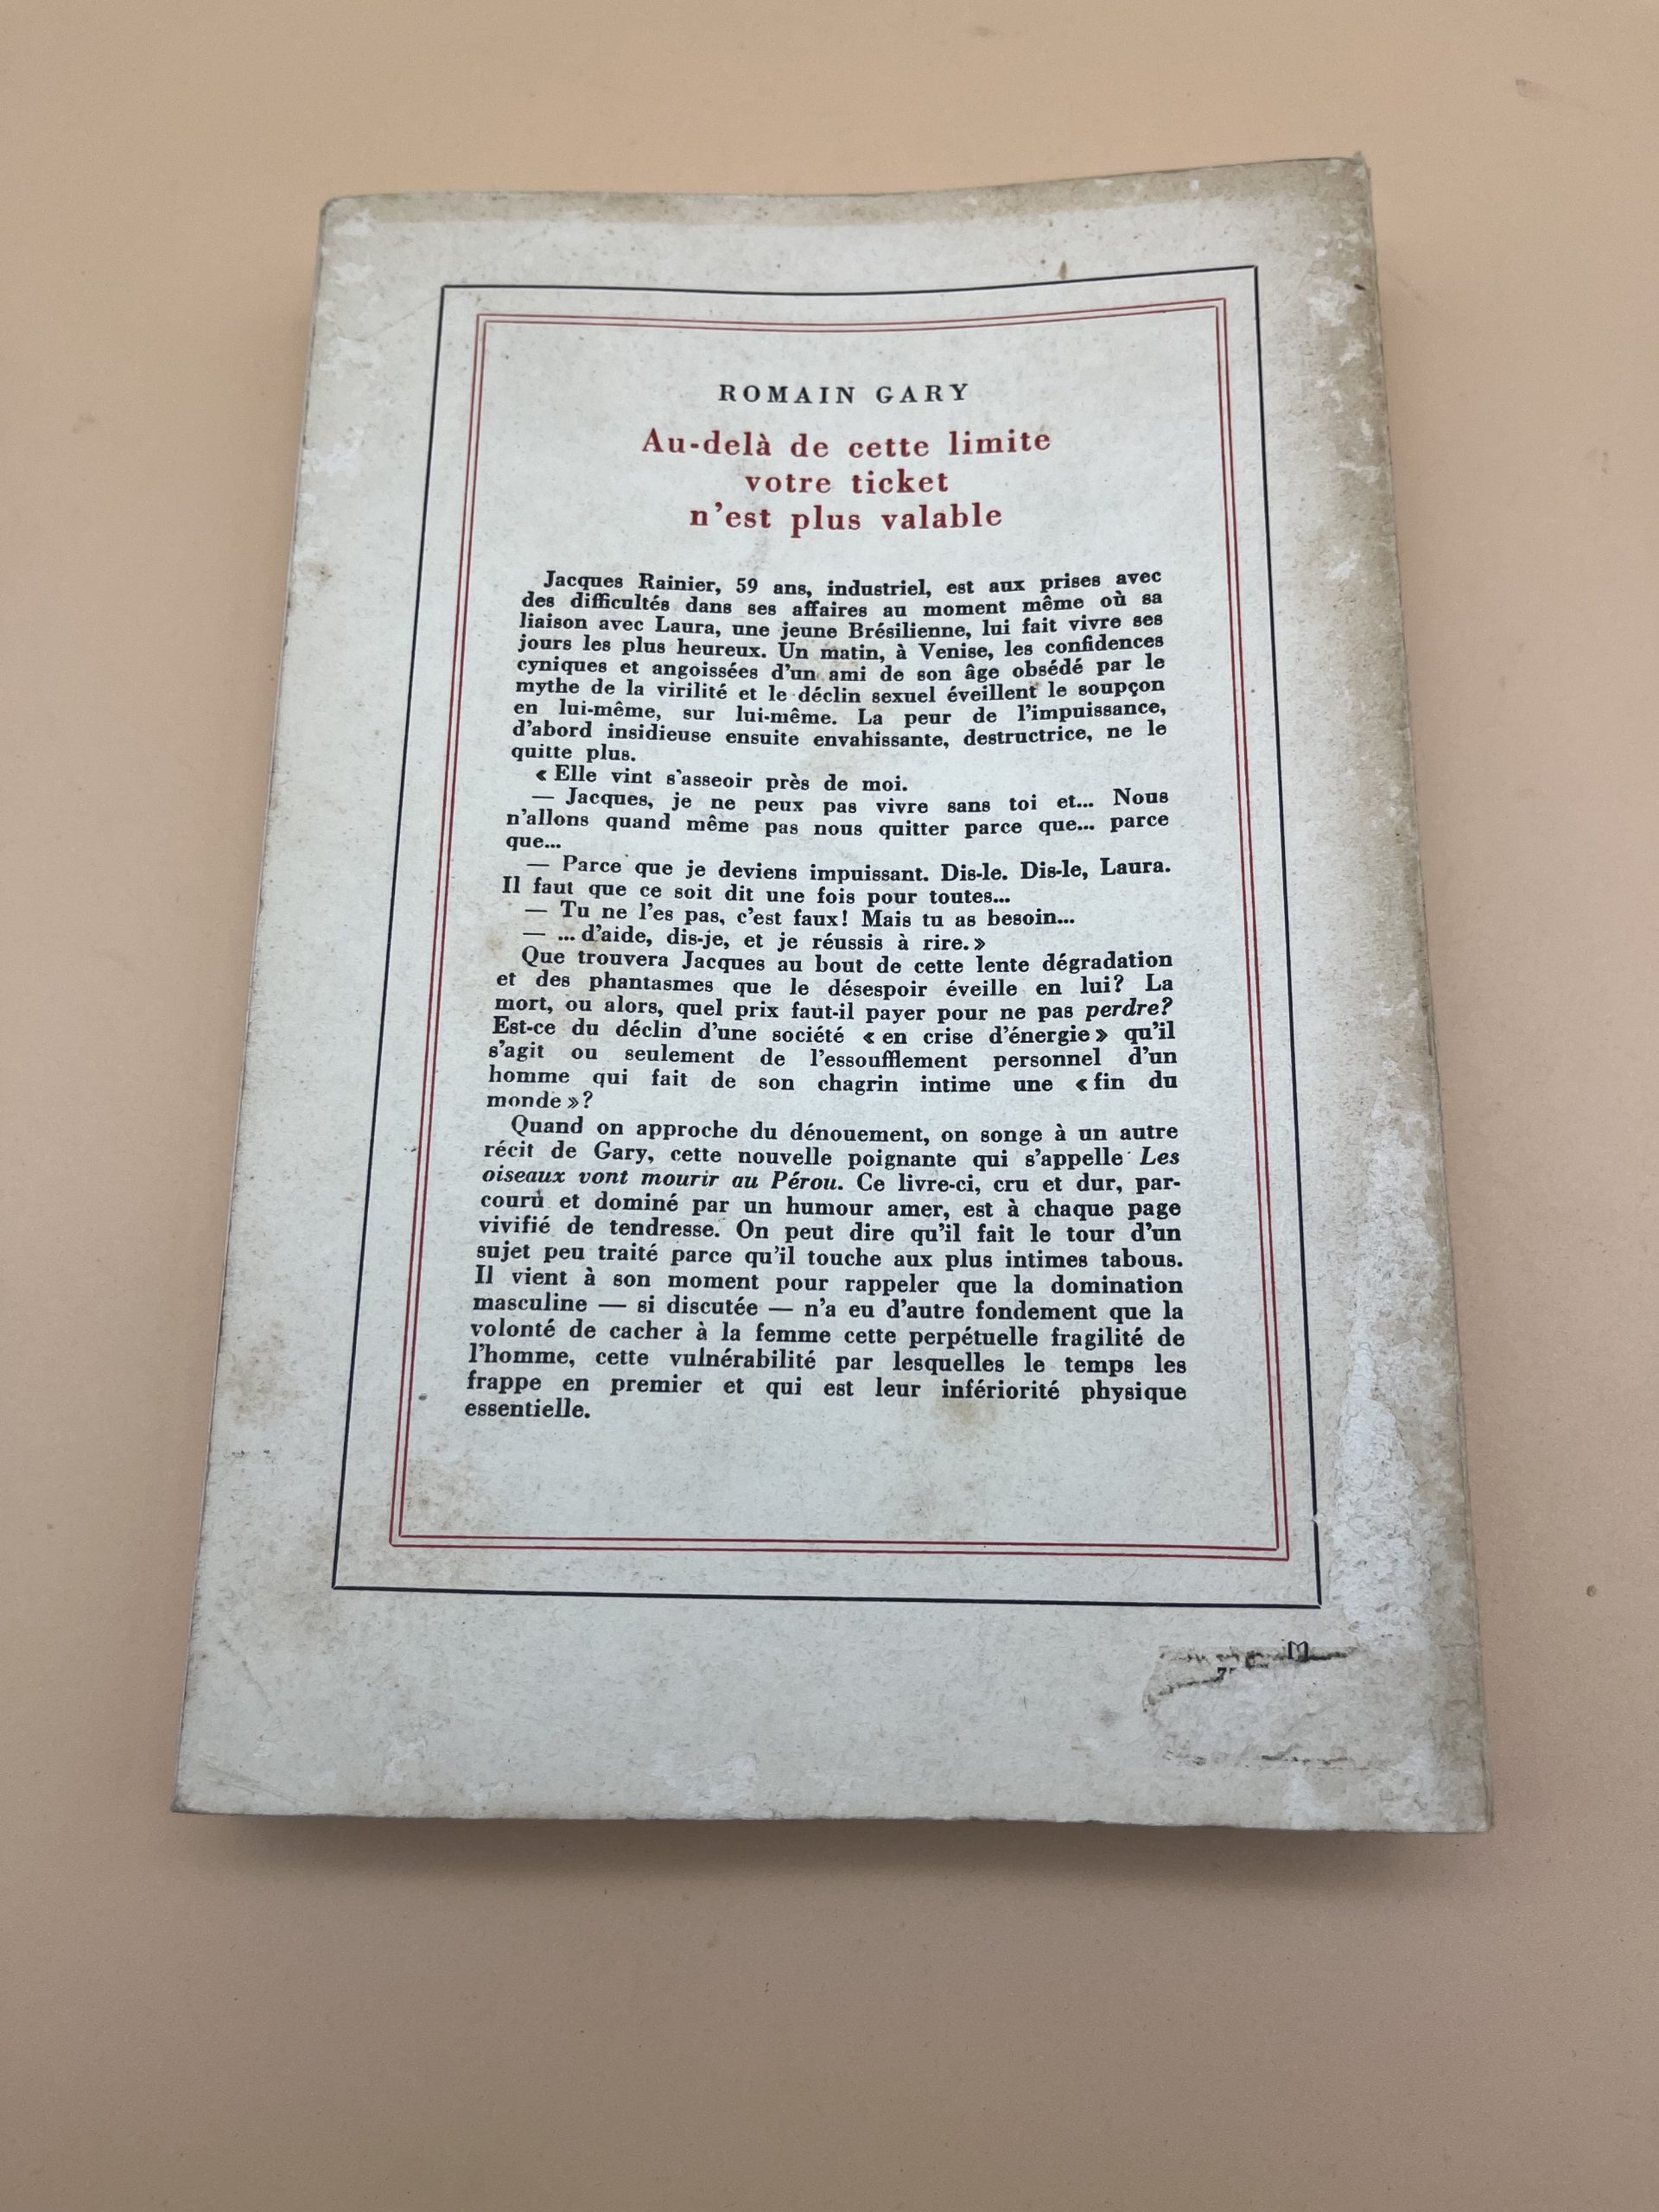 ROMAIN GARY
Au-delà de cette limite
votre ticket
n'est plus valable
Jacques Rainier, 59 ans, industriel, est aux prises avec
des difficultés dans ses affaires au moment même où sa
liaison avec Laura, une jeune Brésilienne, lui fait vivre ses
jours les plus heureux. Un matin, à Venise, les confidences
cyniques et angoissées d'un ami de son âge obsédé par le
mythe de la virilité et le déclin sexuel éveillent le soupçon
en lui-même, sur lui-même. La peur de l'impuissance,
d'abord insidieuse ensuite envahissante, destructrice, ne le
quitte plus.
« Elle vint s'asseoir près de moi.
— Jacques, je ne peux pas vivre sans toi et... Nous
n'allons quand même pas nous quitter parce que... parce
que...
— Parce que je deviens impuissant. Dis-le. Dis-le, Laura.
Il faut que ce soit dit une fois pour toutes...
— Tu ne l'es pas, c'est faux! Mais tu as besoin...
— ... d'aide, dis-je, et je réussis à rire. »
Que trouvera Jacques au bout de cette lente dégradation
et des phantasmes que le désespoir éveille en lui? La
mort, ou alors, quel prix faut-il payer pour ne pas perdre?
Est-ce du déclin d'une société « en crise d'énergie » qu'il
s'agit ou seulement de l'essoufflement personnel d'un
homme qui fait de son chagrin intime une « fin du
monde »?
Quand on approche du dénouement, on songe à un autre
récit de Gary, cette nouvelle poignante qui s'appelle Les
oiseaux vont mourir au Pérou. Ce livre-ci, cru et dur, par-
couru et dominé par un humour amer, est à chaque page
vivifié de tendresse. On peut dire qu'il fait le tour d'un
sujet peu traité parce qu'il touche aux plus intimes tabous.
Il vient à son moment pour rappeler que la domination
masculine — si discutée — n'a eu d'autre fondement que la
volonté de cacher à la femme cette perpétuelle fragilité de
l'homme, cette vulnérabilité par lesquelles le temps les
frappe en premier et qui est leur infériorité physique
essentielle.